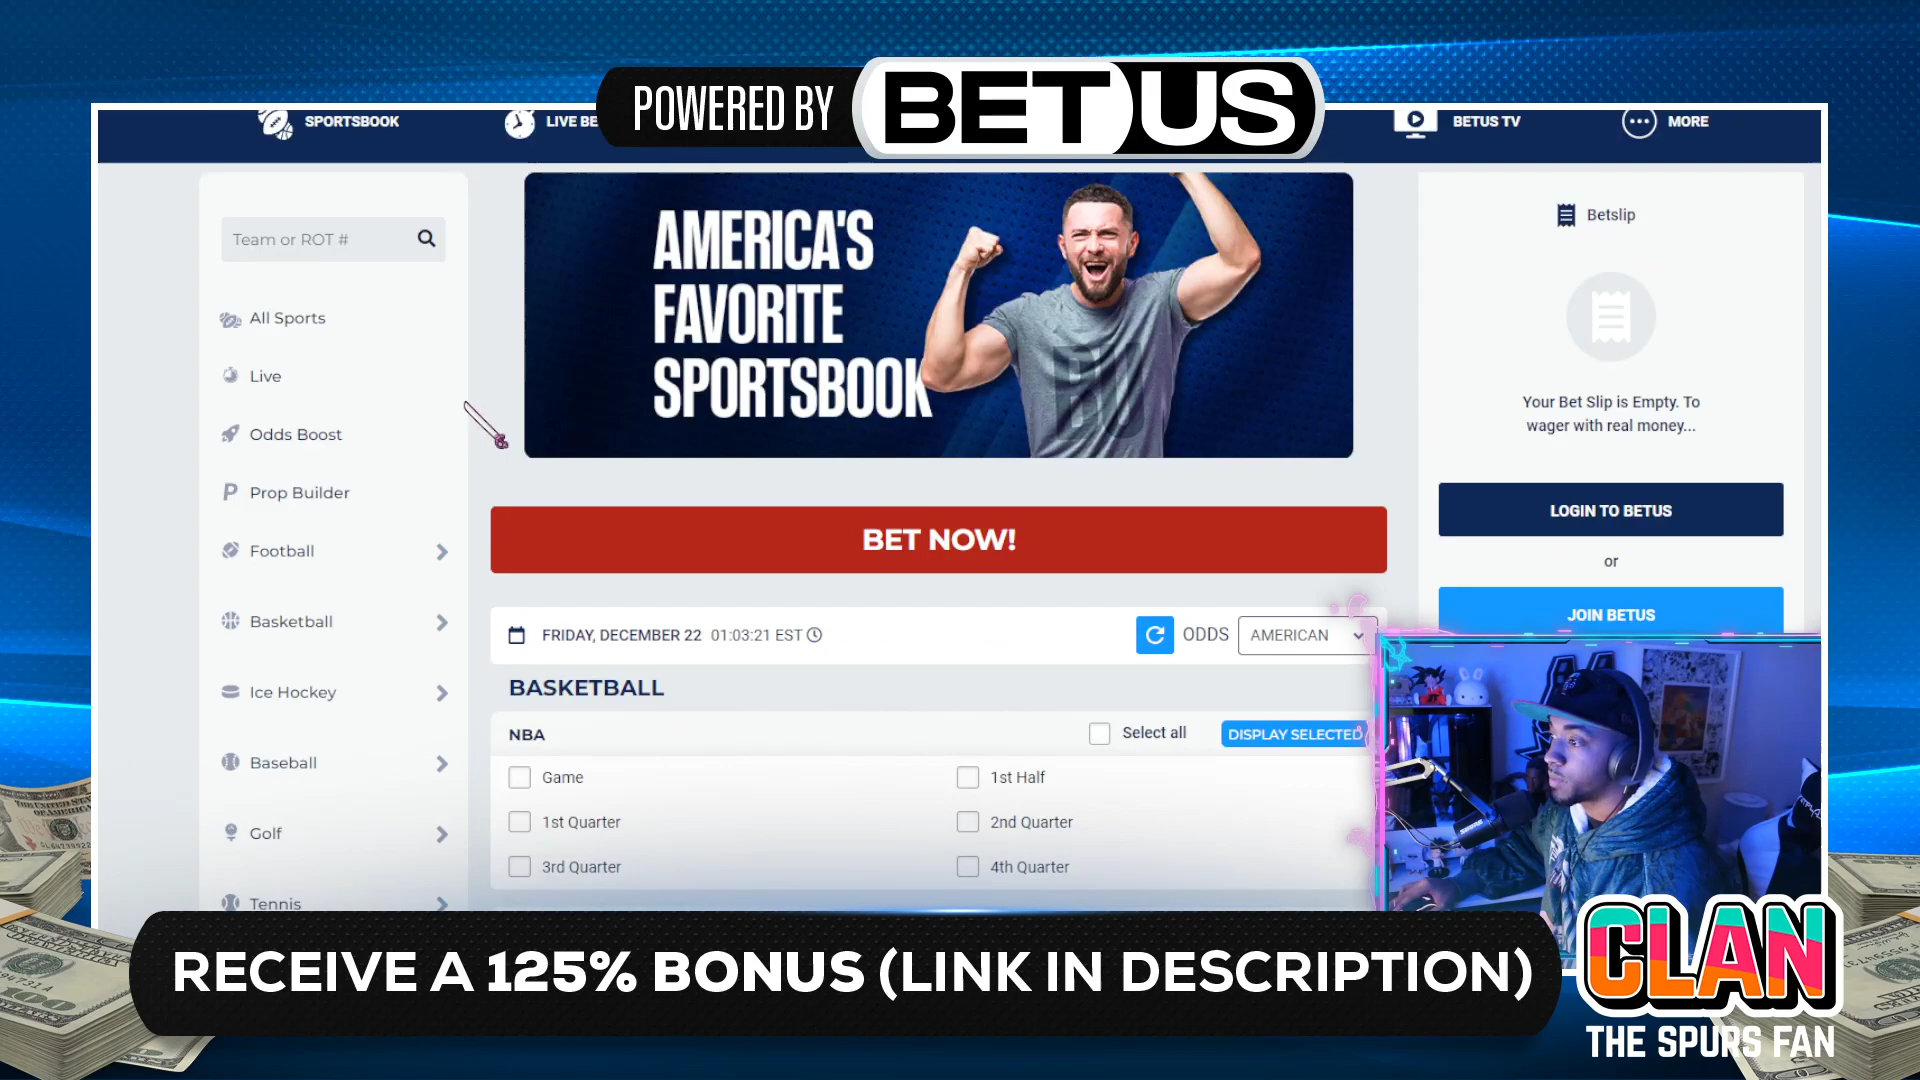 POWERED BY BETUS
SPORTSBOOK
LIVE BE
BETUS TV
MORE
Team or ROT #
All Sports
Live
Odds Boost
Prop Builder
Football
Basketball
Ice Hockey
Baseball
Golf
Tennis
AMERICA'S
FAVORITE
SPORTSBOOK
BU
BET NOW!
FRIDAY, DECEMBER 22 01:03:21 EST
ODDS AMERICAN
BASKETBALL
NBA
Select all
DISPLAY SELECTED
Game
1st Half
1st Quarter
2nd Quarter
3rd Quarter
4th Quarter
Betslip
Your Bet Slip is Empty. To
wager with real money...
LOGIN TO BETUS
or
JOIN BETUS
RECEIVE A 125% BONUS (LINK IN DESCRIPTION)
CLAN
THE SPURS FAN